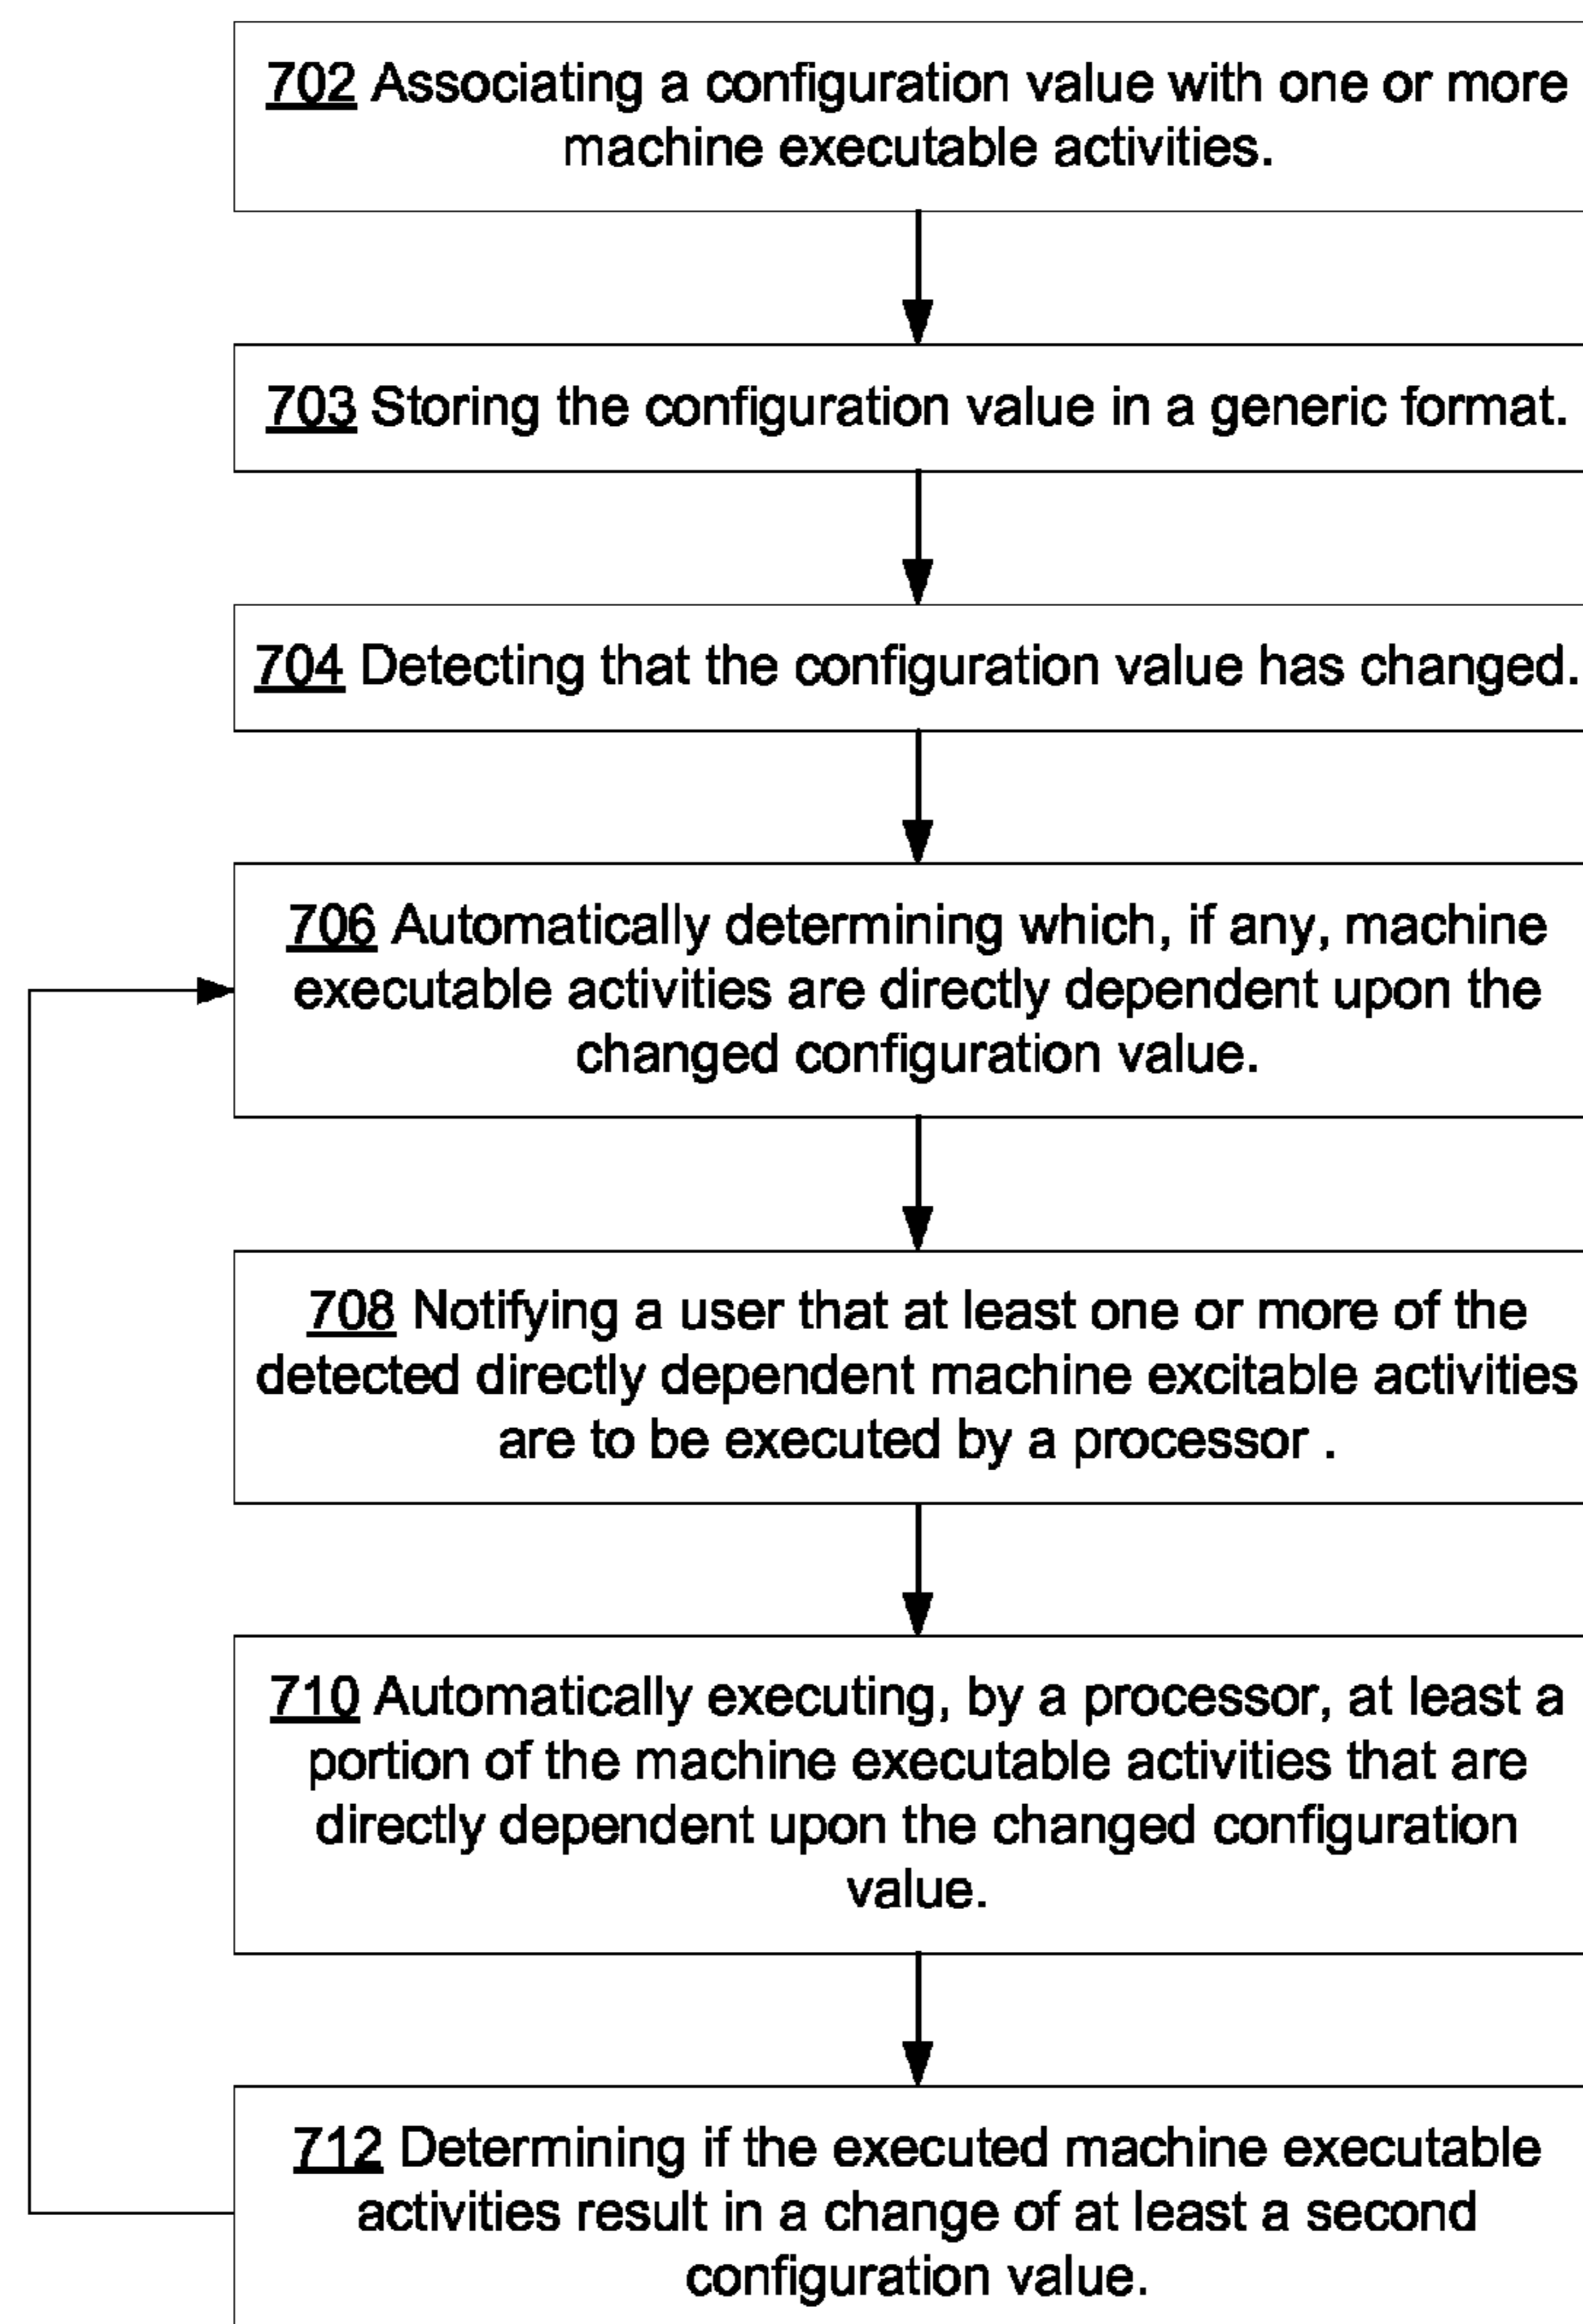 702 Associating a configuration value with one or more
machine executable activities.
703 Storing the configuration value in a generic format.
704 Detecting that the configuration value has changed.
706 Automatically determining which, if any, machine
executable activities are directly dependent upon the
changed configuration value.
708 Notifying a user that at least one or more of the
detected directly dependent machine excitable activities
are to be executed by a processor .
710 Automatically executing, by a processor, at least a
portion of the machine executable activities that are
directly dependent upon the changed configuration
value.
712 Determining if the executed machine executable
activities result in a change of at least a second
configuration value.